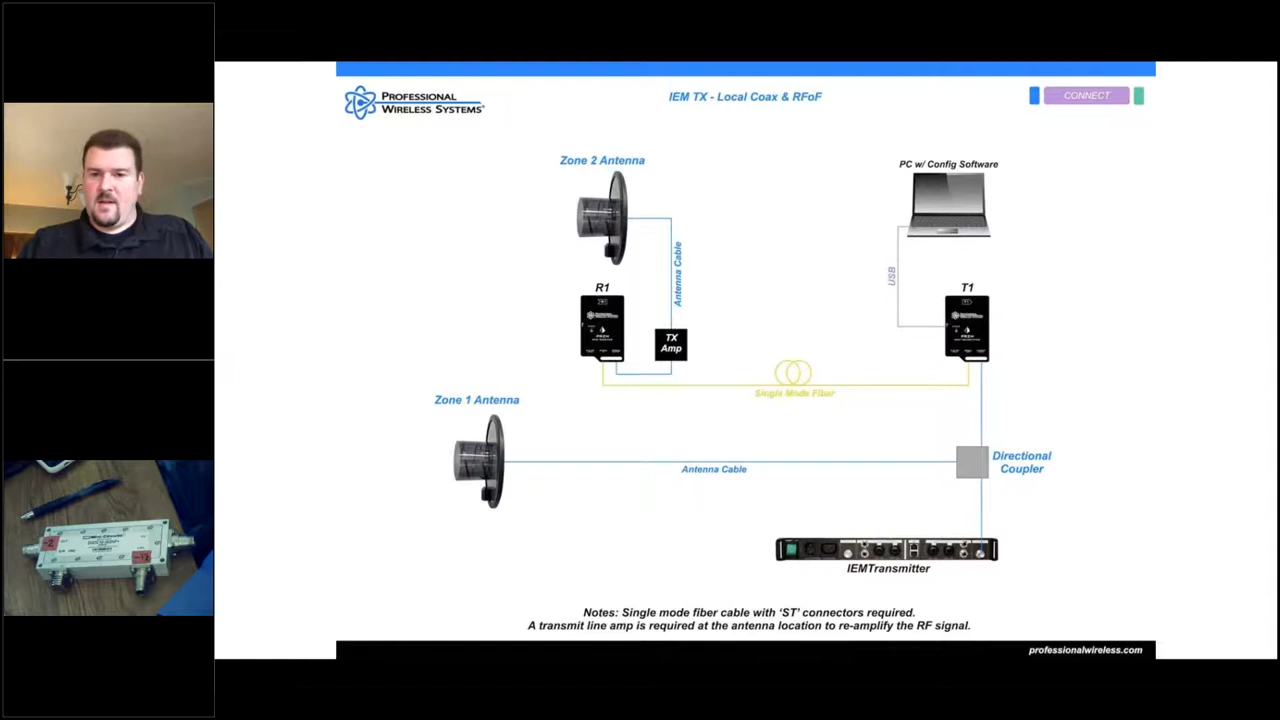 PROFESSIONAL
WIRELESS SYSTEMS
IEM TX - Local Coax & RFoF
CONNECT
Zone 2 Antenna
PC w/ Config Software
Antenna Cable
USB
R1
T1
TX
Amp
Single Mode Fiber
Zone 1 Antenna
Antenna Cable
Directional
Coupler
IEMTransmitter
Notes: Single mode fiber cable with ‘ST’ connectors required.
A transmit line amp is required at the antenna location to re-amplify the RF signal.
professionalwireless.com
-2